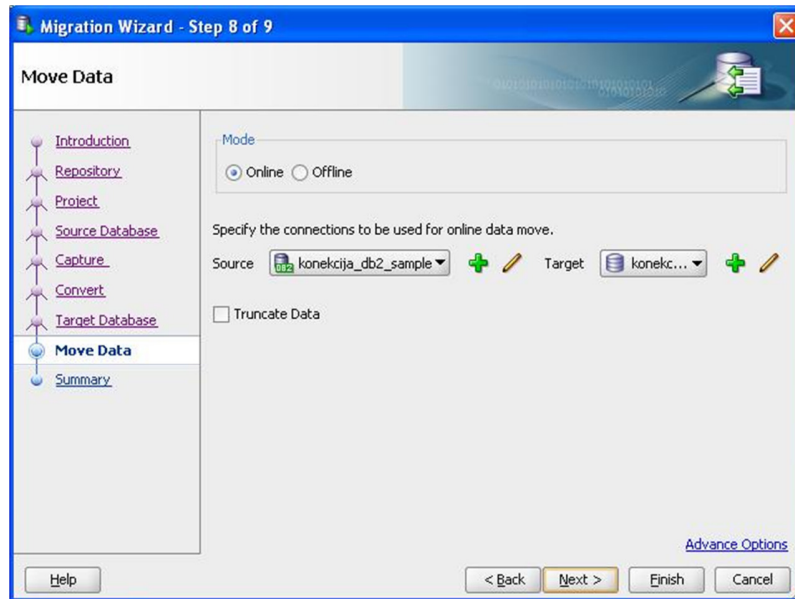 Migration Wizard - Step 8 of 9
Move Data
Introduction
Repository
Project
Source Database
Capture
Convert
Target Database
Move Data
Summary
Mode
Online Offline
Specify the connections to be used for online data move.
Source konekcija_db2_sample Target konekc...
Truncate Data
Advance Options
Help < Back Next > Finish Cancel